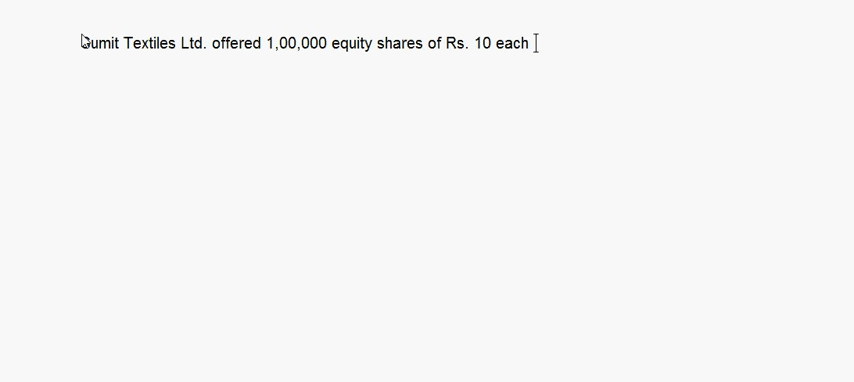 Sumit Textiles Ltd. offered 1,00,000 equity shares of Rs. 10 each